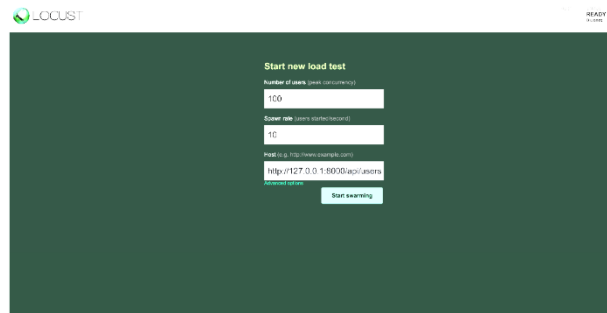 LOCUST
READY
Start new load test
Number of users (peak concurrency)
100
Spawn rate (users started/second)
10
Host (e.g. http://www.example.com)
http://127.0.0.1:8000/api/users
Advanced options
Start swarming